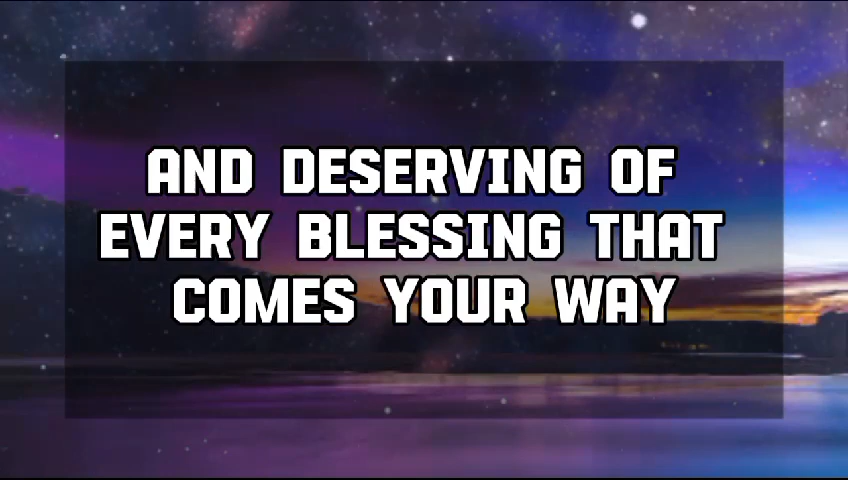 AND DESERVING OF
EVERY BLESSING THAT
COMES YOUR WAY